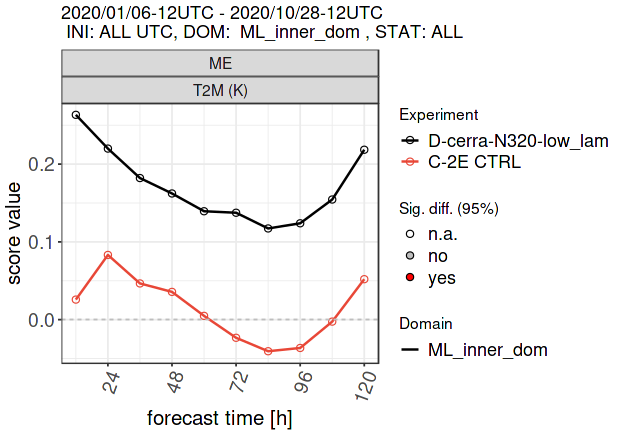 2020/01/06-12UTC - 2020/10/28-12UTC
INI: ALL UTC, DOM:  ML_inner_dom , STAT: ALL
ME
T2M (K)
score value
0.2
0.1
0.0
24
48
72
96
120
forecast time [h]
Experiment
D-cerra-N320-low_lam
C-2E CTRL
Sig. diff. (95%)
n.a.
no
yes
Domain
ML_inner_dom